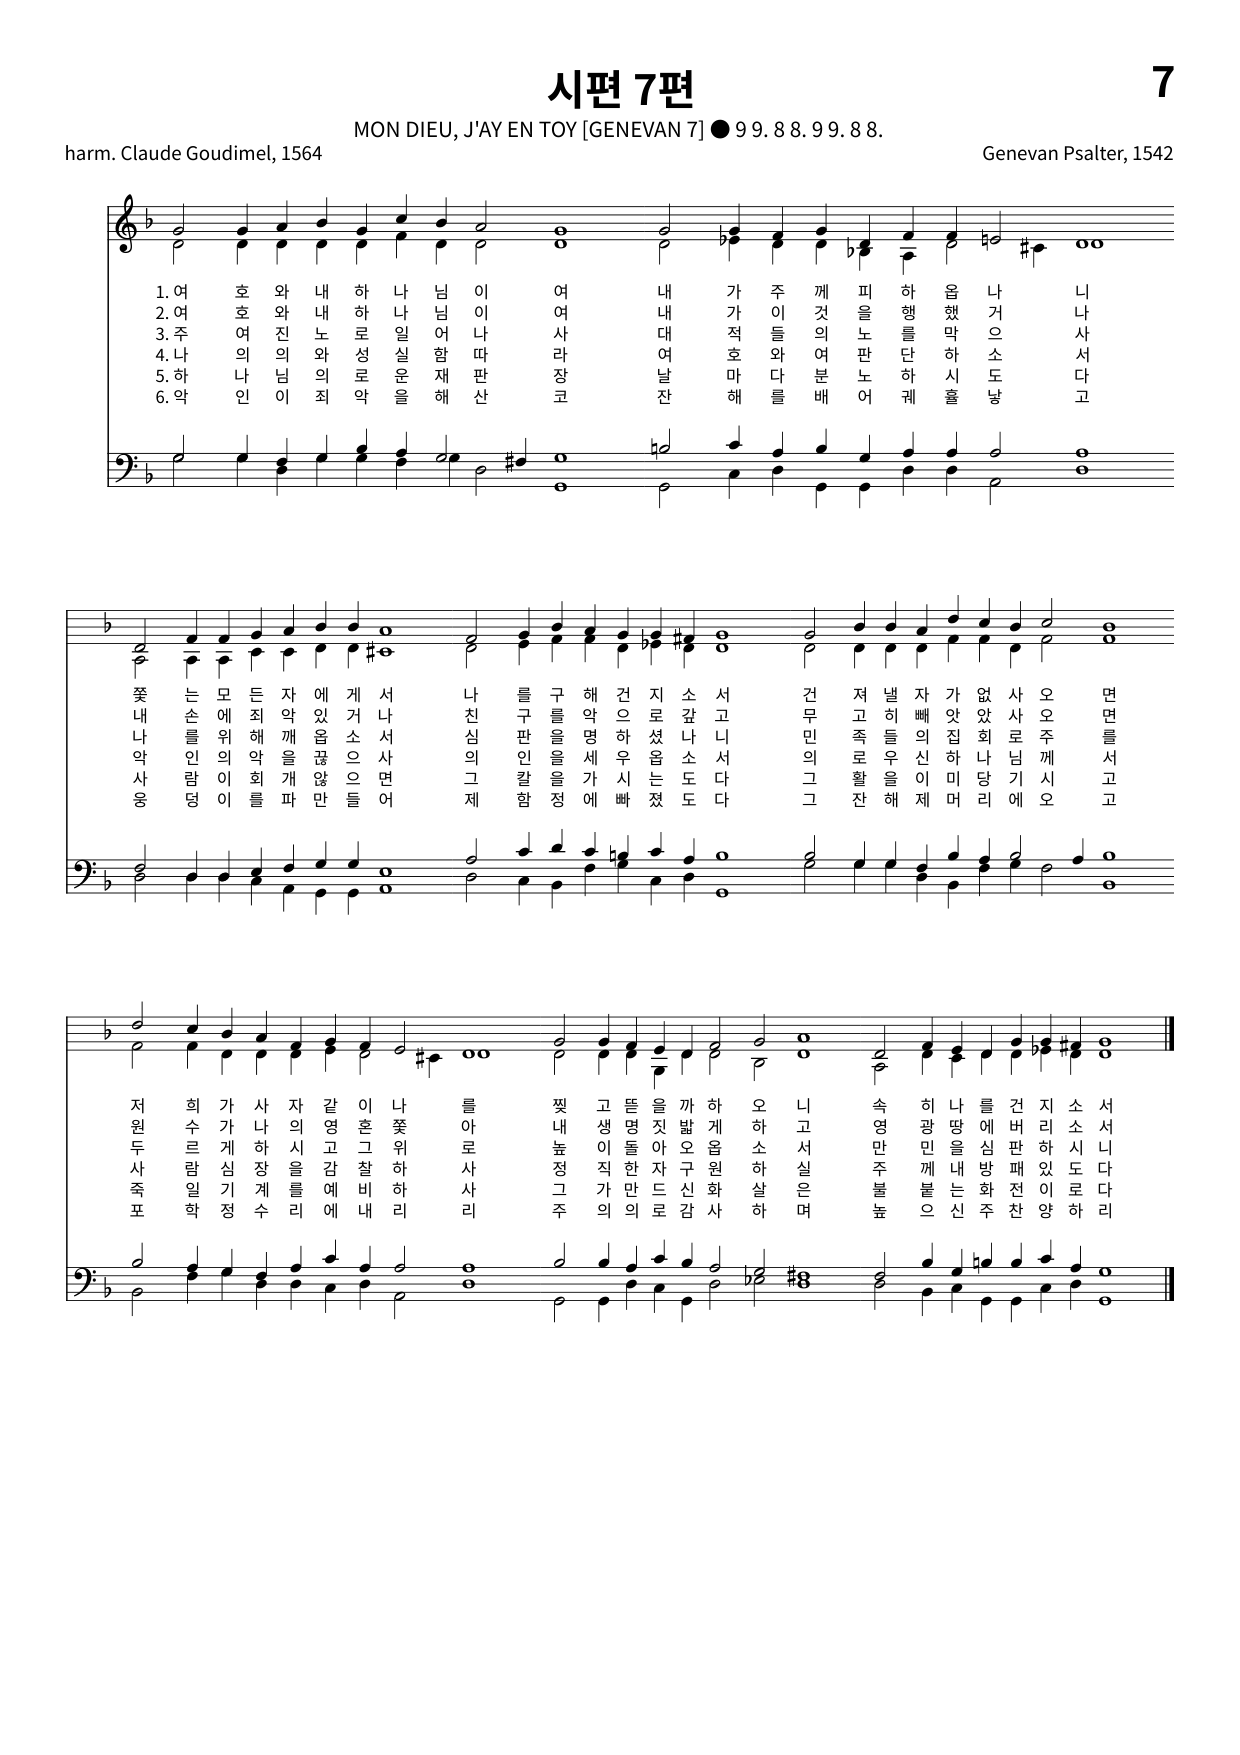 시편 7편
7
MON DIEU, J'AY EN TOY [GENEVAN 7] ● 9 9. 8 8. 9 9. 8 8.
harm. Claude Goudimel, 1564
Genevan Psalter, 1542
1. 여 호 와 내 하 나 님 이 여 내 가 주 께 피 하 옵 나 니
2. 여 호 와 내 하 나 님 이 여 내 가 이 것 을 행 했 거 나
3. 주 여 진 노 로 일 어 나 사 대 적 들 의 노 를 막 으 사
4. 나 의 의 와 성 실 함 따 라 여 호 와 여 판 단 하 소 서
5. 하 나 님 의 로 운 재 판 장 날 마 다 분 노 하 시 도 다
6. 악 인 이 죄 악 을 해 산 코 잔 해 를 배 어 궤 휼 낳 고
쫓 는 모 든 자 에 게 서 나 를 구 해 건 지 소 서 건 져 낼 자 가 없 사 오 면
내 손 에 죄 악 있 거 나 친 구 를 악 으 로 갚 고 무 고 히 빼 앗 았 사 오 면
나 를 위 해 깨 옵 소 서 심 판 을 명 하 셨 나 니 민 족 들 의 집 회 로 주 를
악 인 의 악 을 끊 으 사 의 인 을 세 우 옵 소 서 의 로 우 신 하 나 님 께 서
사 람 이 회 개 않 으 면 그 칼 을 가 시 는 도 다 그 활 을 이 미 당 기 시 고
웅 덩 이 를 파 만 들 어 제 함 정 에 빠 졌 도 다 그 잔 해 제 머 리 에 오 고
저 희 가 사 자 같 이 나 를 찢 고 뜯 을 까 하 오 니 속 히 나 를 건 지 소 서
원 수 가 나 의 영 혼 쫓 아 내 생 명 짓 밟 게 하 고 영 광 땅 에 버 리 소 서
두 르 게 하 시 고 그 위 로 높 이 돌 아 오 옵 소 서 만 민 을 심 판 하 시 니
사 람 심 장 을 감 찰 하 사 정 직 한 자 구 원 하 실 주 께 내 방 패 있 도 다
죽 일 기 계 를 예 비 하 사 그 가 만 드 신 화 살 은 불 붙 는 화 전 이 로 다
포 학 정 수 리 에 내 리 리 주 의 의 로 감 사 하 며 높 으 신 주 찬 양 하 리